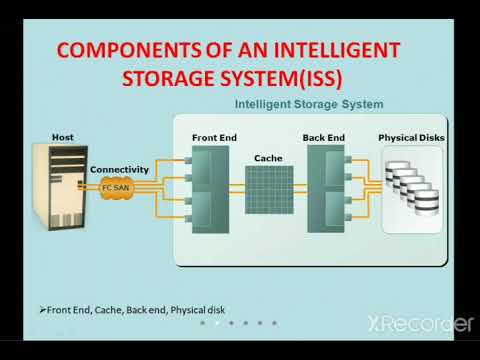 COMPONENTS OF AN INTELLIGENT
STORAGE SYSTEM(ISS)
Intelligent Storage System
Host
Front End
Back End
Physical Disks
Connectivity
Cache
FC SAN
➢Front End, Cache, Back end, Physical disk
XRecorder